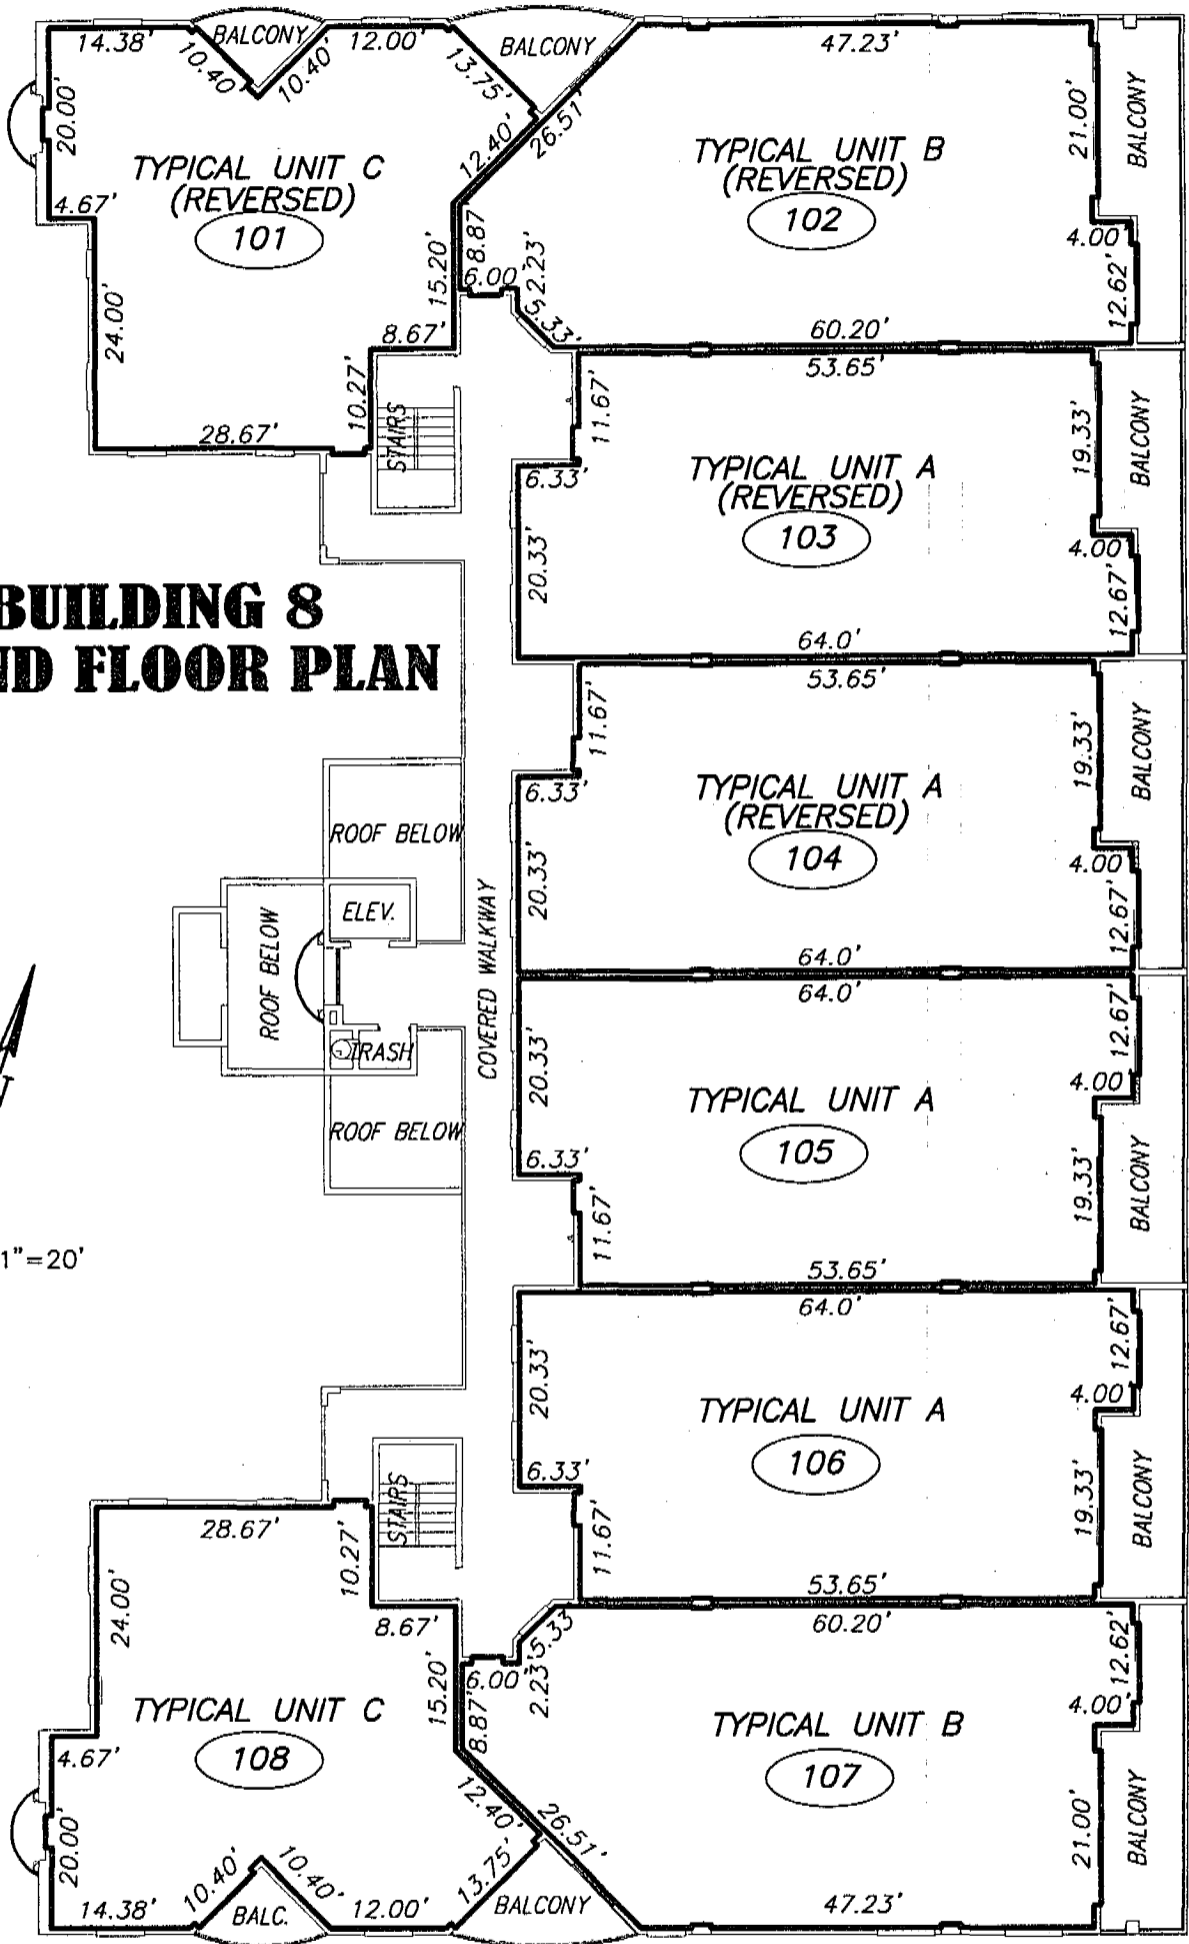 14.38'
BALCONY
12.00'
BALCONY
47.23'
10.40'
10.40'
13.75'
20.00'
12.40'
26.51'
21.00'
BALCONY
TYPICAL UNIT C
(REVERSED)
101
TYPICAL UNIT B
(REVERSED)
102
4.67'
15.20'
8.87
6.00'
2.23'
5.33'
4.00'
12.62'
24.00'
8.67'
60.20'
10.27'
STAIRS
28.67'
53.65'
11.67'
19.33'
BALCONY
6.33'
TYPICAL UNIT A
(REVERSED)
103
20.33'
4.00'
12.67'
64.0'
BUILDING 8
ND FLOOR PLAN
53.65'
11.67'
19.33'
BALCONY
6.33'
TYPICAL UNIT A
(REVERSED)
104
20.33'
4.00'
12.67'
64.0'
ROOF BELOW
ELEV.
ROOF BELOW
TRASH
ROOF BELOW
COVERED WALKWAY
64.0'
12.67'
20.33'
4.00'
TYPICAL UNIT A
105
6.33'
11.67'
19.33'
BALCONY
53.65'
1"=20'
64.0'
12.67'
20.33'
4.00'
TYPICAL UNIT A
106
6.33'
11.67'
19.33'
BALCONY
53.65'
STAIRS
28.67'
10.27'
24.00'
8.67'
15.20'
5.33
6.00'
2.23'
8.87'
60.20'
12.62'
4.00'
TYPICAL UNIT C
108
TYPICAL UNIT B
107
4.67'
20.00'
12.40'
26.51'
21.00'
BALCONY
14.38'
10.40'
10.40'
BALC.
12.00'
13.75'
BALCONY
47.23'